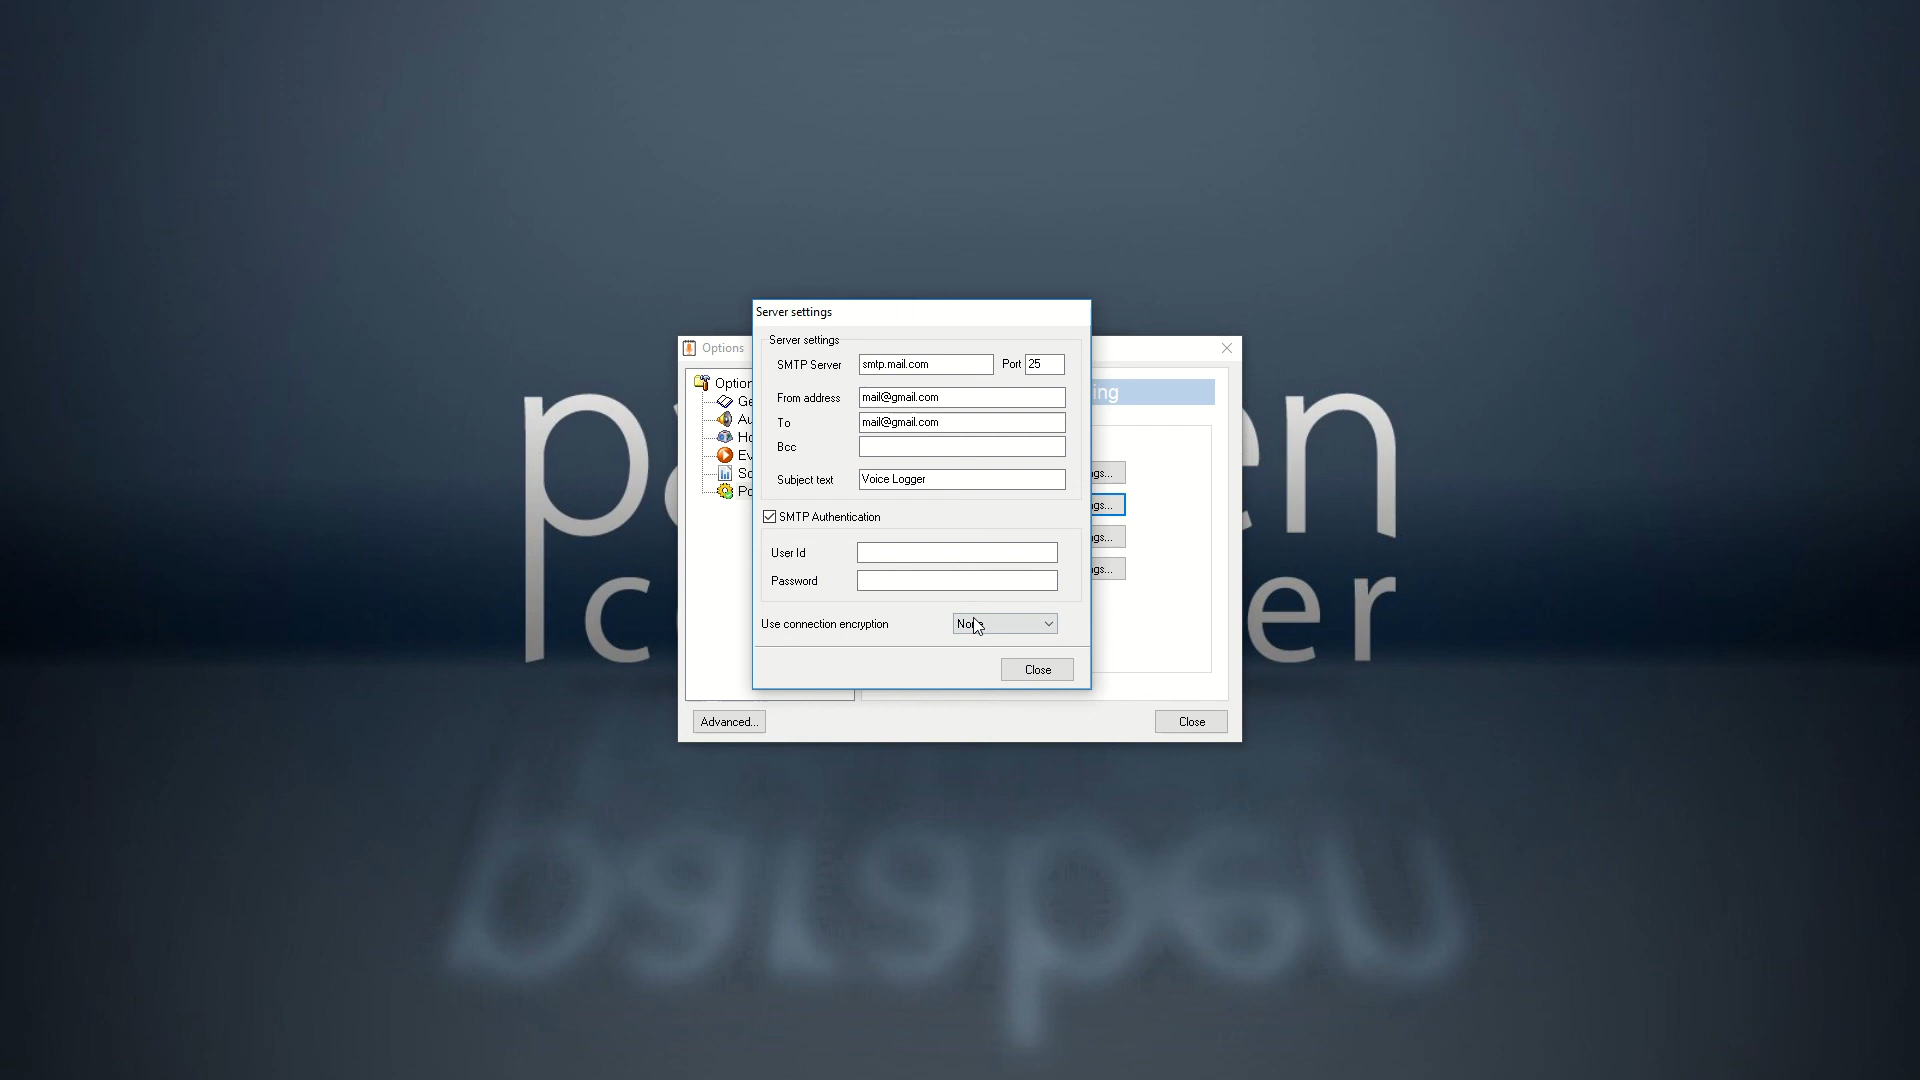 Server settings
Server settings
SMTP Server smtp.mail.com Port 25
From address mail@gmail.com
To mail@gmail.com
Bcc
Subject text Voice Logger
SMTP Authentication
User Id
Password
Use connection encryption
Close
Options
Advanced...
Close